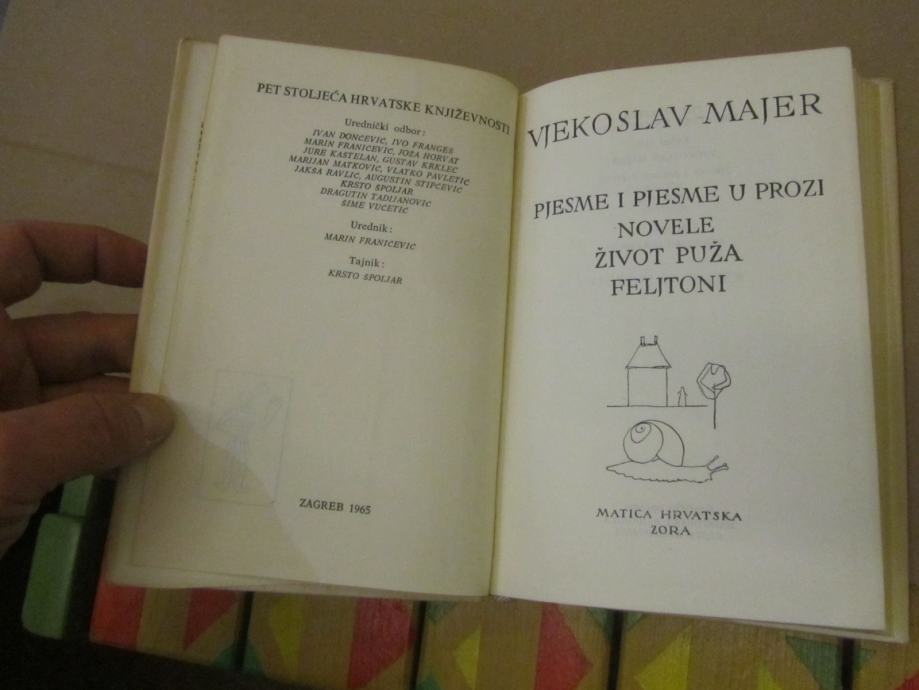 PET STOLJEĆA HRVATSKE KNJIŽEVNOSTI
Urednički odbor:
IVAN DONČEVIĆ, IVO FRANGEŠ
MARIN FRANIČEVIĆ, JOŽA HORVAT
JURE KAŠTELAN, GUSTAV KRKLEC
MARIJAN MATKOVIĆ, VLATKO PAVLETIĆ
JAKŠA RAVLIĆ, AUGUSTIN STIPČEVIĆ
KRSTO ŠPOLJAR
DRAGUTIN TADIJANOVIĆ
ŠIME VUČETIĆ
Urednik:
MARIN FRANIČEVIĆ
Tajnik:
KRSTO ŠPOLJAR
ZAGREB 1965
VJEKOSLAV MAJER
PJESME I PJESME U PROZI
NOVELE
ŽIVOT PUŽA
FELJTONI
MATICA HRVATSKA
ZORA